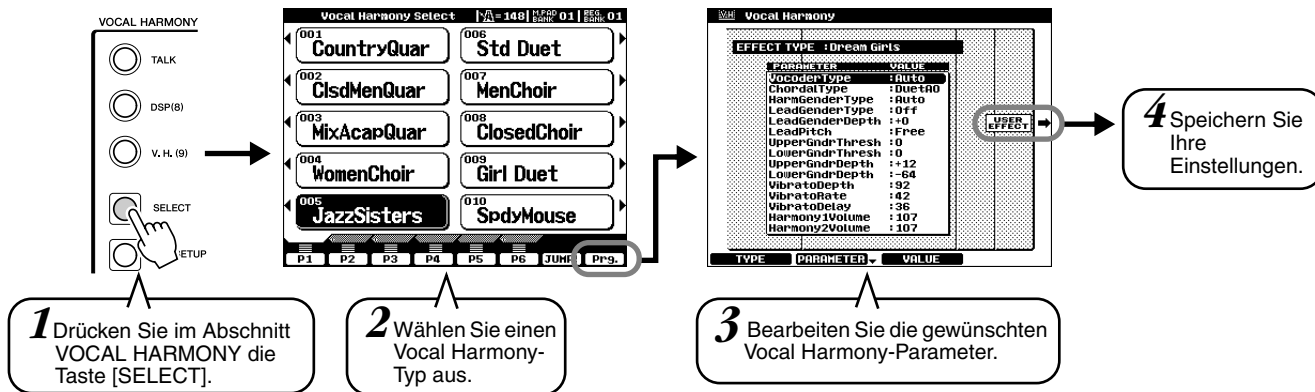 VOCAL HARMONY
TALK
DSP(8)
V. H. (9)
SELECT
ETUP
Vocal Harmony Select
=148
M.PAD BANK 01
REG. BANK 01
001 CountryQuar
006 Std Duet
002 ClsdMenQuar
007 MenChoir
003 MixAcapQuar
008 ClosedChoir
004 WomenChoir
009 Girl Duet
005 JazzSisters
010 SpdyMouse
P1 P2 P3 P4 P5 P6 JUMP Prg.
VH Vocal Harmony
EFFECT TYPE :Dream Girls
PARAMETER VALUE
VocoderType :Auto
ChordalType :DuetAO
HarmGenderType :Auto
LeadGenderType :Off
LeadGenderDepth :+0
LeadPitch :Free
UpperGndrThresh :0
LowerGndrThresh :0
UpperGndrDepth :+12
LowerGndrDepth :-64
VibratoDepth :92
VibratoRate :42
VibratoDelay :36
Harmony1Volume :107
Harmony2Volume :107
USER
EFFECT
TYPE PARAMETER VALUE
1 Drücken Sie im Abschnitt
VOCAL HARMONY die
Taste [SELECT].
2 Wählen Sie einen
Vocal Harmony-
Typ aus.
3 Bearbeiten Sie die gewünschten
Vocal Harmony-Parameter.
4 Speichern Sie
Ihre
Einstellungen.